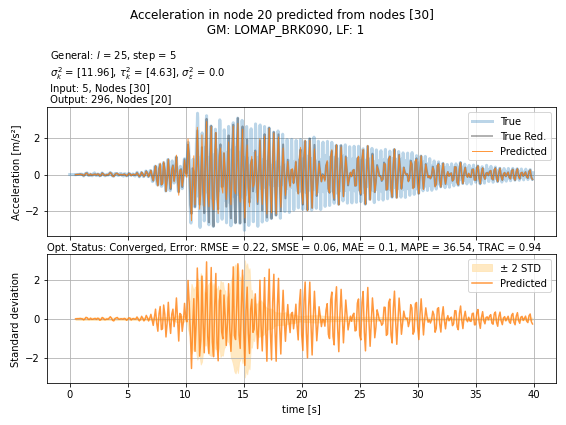 Acceleration in node 20 predicted from nodes [30]
GM: LOMAP_BRK090, LF: 1
General: l = 25, step = 5
σ²ₖ = [11.96], τ²ₖ = [4.63], σ²ε = 0.0
Input: 5, Nodes [30]
Output: 296, Nodes [20]
Acceleration [m/s²]
2
0
−2
True
True Red.
Predicted
Opt. Status: Converged, Error: RMSE = 0.22, SMSE = 0.06, MAE = 0.1, MAPE = 36.54, TRAC = 0.94
Standard deviation
2
0
−2
± 2 STD
Predicted
0 5 10 15 20 25 30 35 40
time [s]